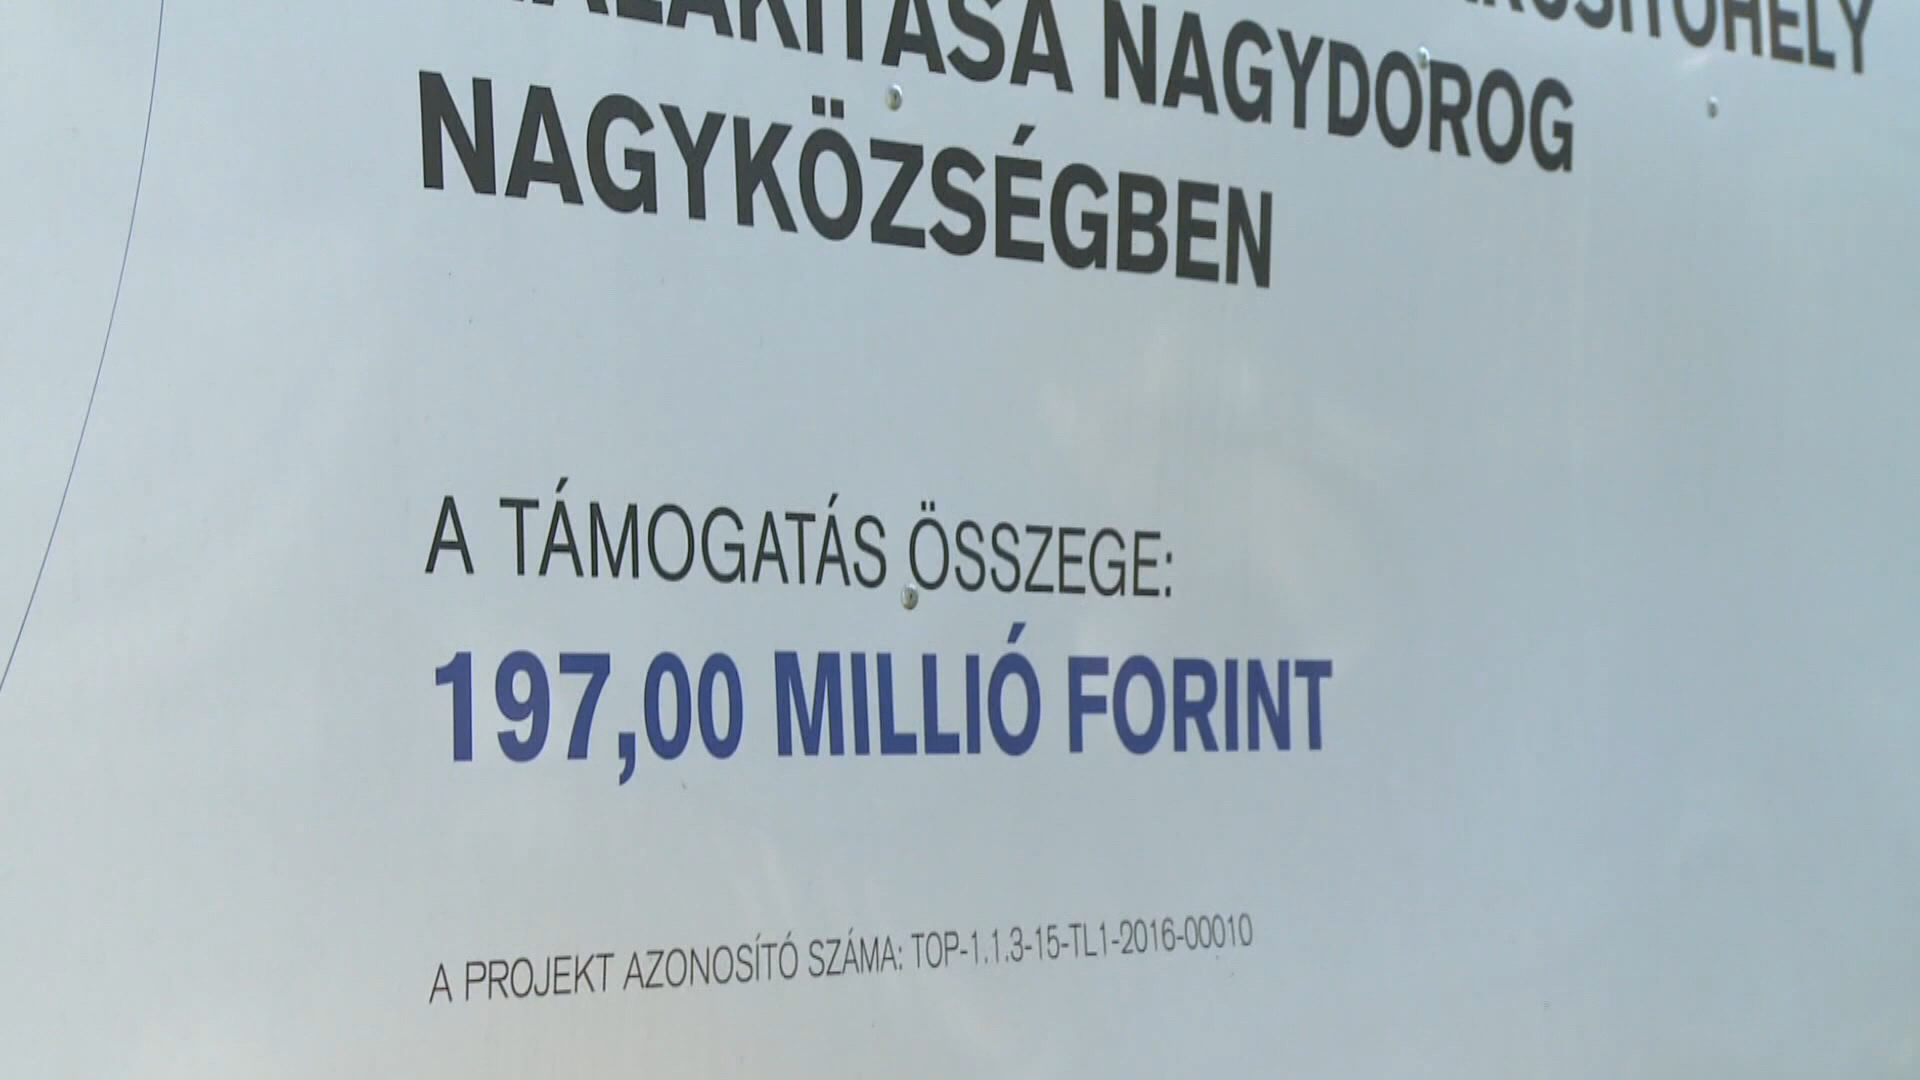 NAGYDOROG
NAGYKÖZSÉGBEN
A TÁMOGATÁS ÖSSZEGE:
197,00 MILLIÓ FORINT
A PROJEKT AZONOSÍTÓ SZÁMA: TOP-1.1.3-15-TL1-2016-00010